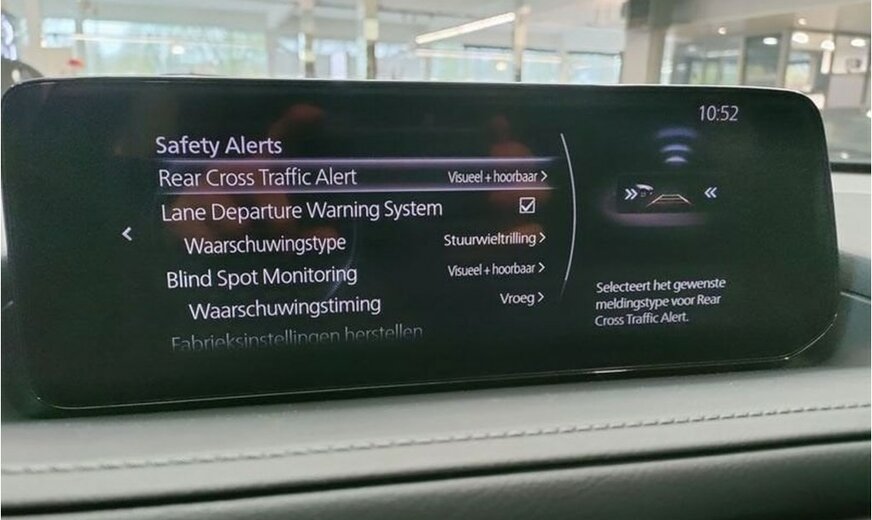 10:52
Safety Alerts
Rear Cross Traffic Alert Visueel + hoorbaar >
Lane Departure Warning System
Waarschuwingstype Stuurwieltrilling >
Blind Spot Monitoring Visueel + hoorbaar >
Waarschuwingstiming Vroeg >
Fabrieksinstellingen herstellen
Selecteert het gewenste
meldingstype voor Rear
Cross Traffic Alert.